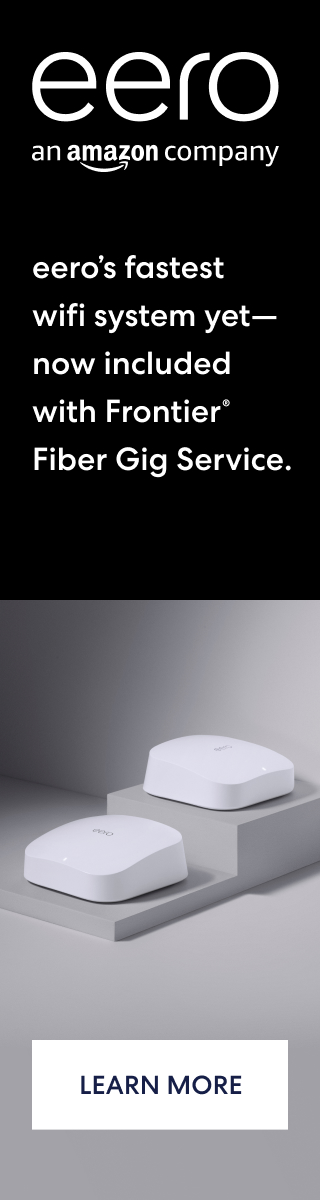 eero
an amazon company
eero’s fastest
wifi system yet—
now included
with Frontier®
Fiber Gig Service.
eero
eero
LEARN MORE